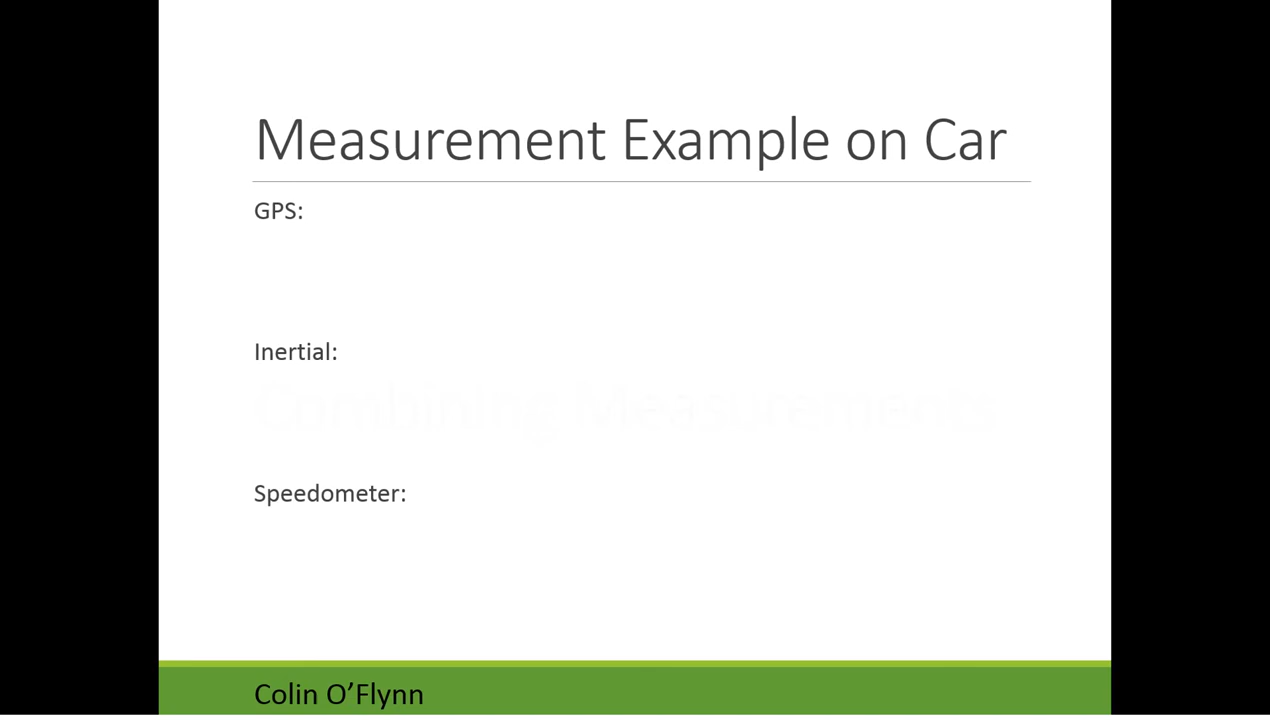 Measurement Example on Car
GPS:
Inertial:
Combining Measurements
Speedometer:
Colin O'Flynn